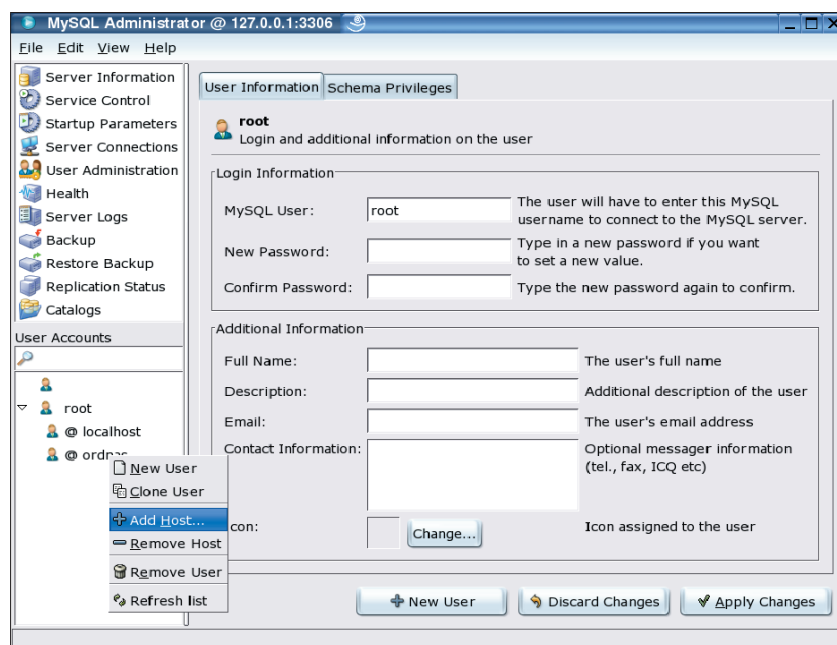 MySQL Administrator @ 127.0.0.1:3306
File Edit View Help
Server Information
Service Control
Startup Parameters
Server Connections
User Administration
Health
Server Logs
Backup
Restore Backup
Replication Status
Catalogs
User Accounts
root
@ localhost
@ ordnas
New User
Clone User
Add Host...
Remove Host
Remove User
Refresh list
User Information Schema Privileges
root
Login and additional information on the user
Login Information
MySQL User: root The user will have to enter this MySQL
username to connect to the MySQL server.
New Password: Type in a new password if you want
to set a new value.
Confirm Password: Type the new password again to confirm.
Additional Information
Full Name: The user's full name
Description: Additional description of the user
Email: The user's email address
Contact Information: Optional messager information
(tel., fax, ICQ etc)
con: Change... Icon assigned to the user
New User Discard Changes Apply Changes